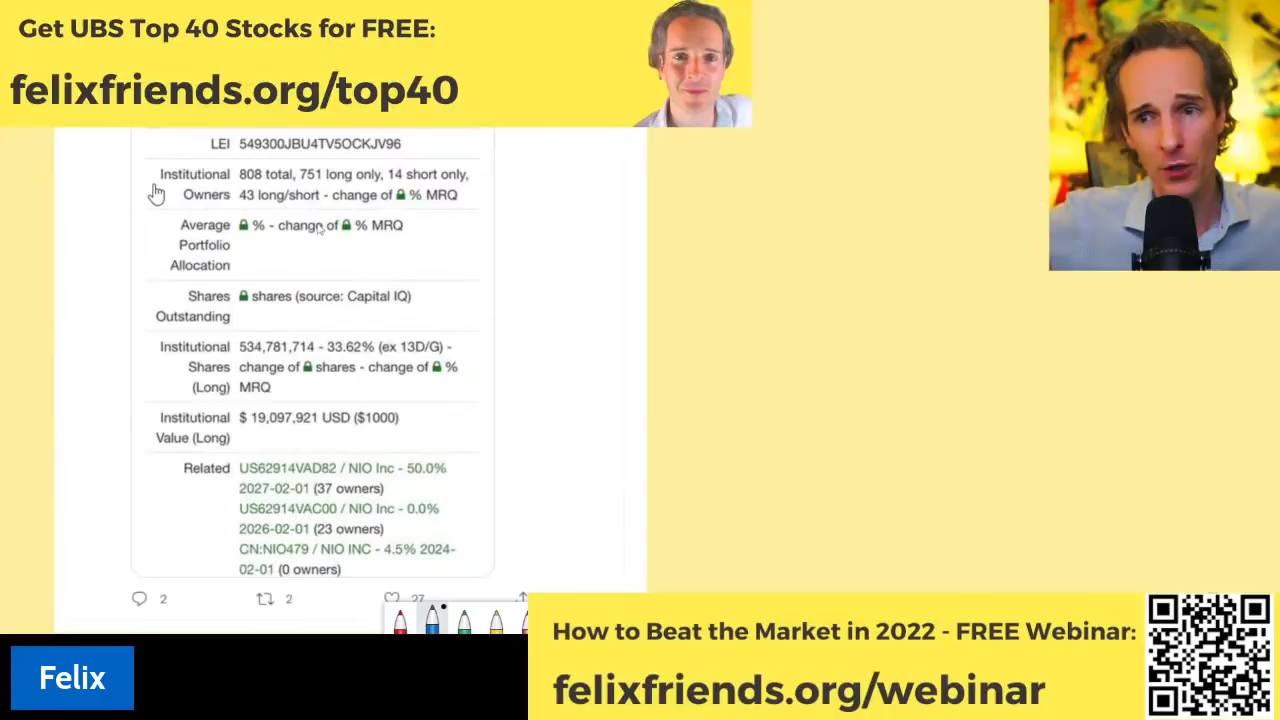 Get UBS Top 40 Stocks for FREE:
felixfriends.org/top40
LEI 549300JBU4TV5OCKJV96
Institutional 808 total, 751 long only, 14 short only,
Owners 43 long/short - change of % MRQ
Average % - change of % MRQ
Portfolio
Allocation
Shares shares (source: Capital IQ)
Outstanding
Institutional 534,781,714 - 33.62% (ex 13D/G) -
Shares change of shares - change of %
(Long) MRQ
Institutional $ 19,097,921 USD ($1000)
Value (Long)
Related US62914VAD82 / NIO Inc - 50.0%
2027-02-01 (37 owners)
US62914VAC00 / NIO Inc - 0.0%
2026-02-01 (23 owners)
CN:NIO479 / NIO INC - 4.5% 2024-
02-01 (0 owners)
2 2 27
How to Beat the Market in 2022 - FREE Webinar:
felixfriends.org/webinar
Felix